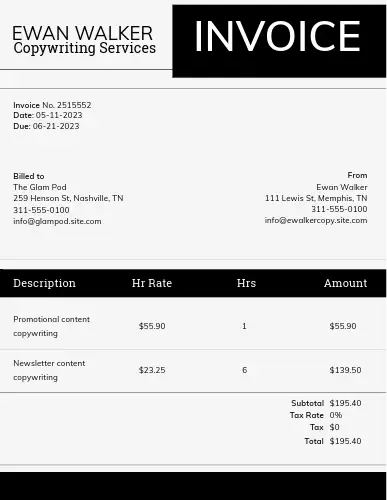 EWAN WALKER
Copywriting Services
INVOICE
Invoice No. 2515552
Date: 05-11-2023
Due: 06-21-2023
Billed to
The Glam Pod
259 Henson St, Nashville, TN
311-555-0100
info@glampod.site.com
From
Ewan Walker
111 Lewis St, Memphis, TN
311-555-0100
info@ewalkercopy.site.com
Description Hr Rate Hrs Amount
Promotional content
copywriting
$55.90 1 $55.90
Newsletter content
copywriting
$23.25 6 $139.50
Subtotal $195.40
Tax Rate 0%
Tax $0
Total $195.40